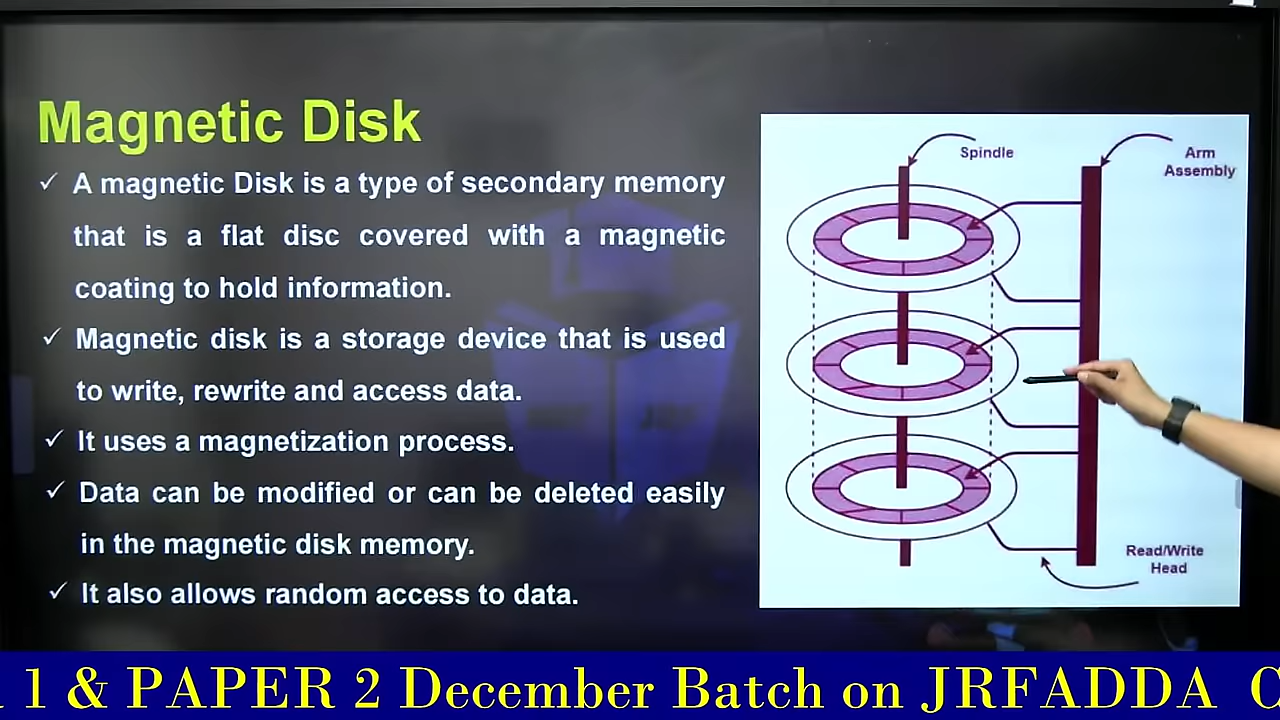 Magnetic Disk
✓ A magnetic Disk is a type of secondary memory
that is a flat disc covered with a magnetic
coating to hold information.
✓ Magnetic disk is a storage device that is used
to write, rewrite and access data.
✓ It uses a magnetization process.
✓ Data can be modified or can be deleted easily
in the magnetic disk memory.
✓ It also allows random access to data.
Spindle
Arm
Assembly
Read/Write
Head
1 & PAPER 2 December Batch on JRFADDA